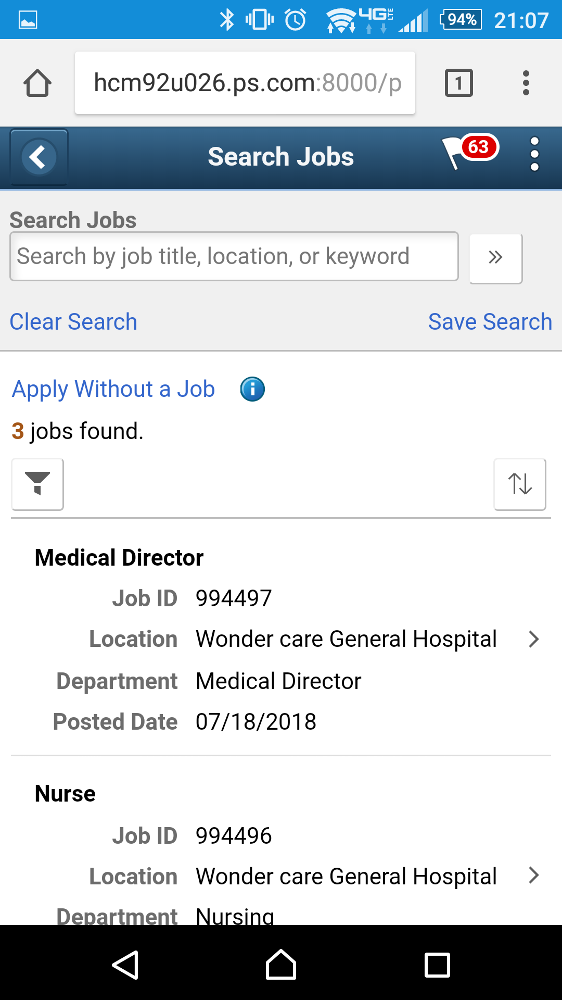 4G LTE 94% 21:07
hcm92u026.ps.com:8000/p 1
Search Jobs 63
Search Jobs
Search by job title, location, or keyword
Clear Search Save Search
Apply Without a Job
3 jobs found.
Medical Director
Job ID 994497
Location Wonder care General Hospital
Department Medical Director
Posted Date 07/18/2018
Nurse
Job ID 994496
Location Wonder care General Hospital
Department Nursing